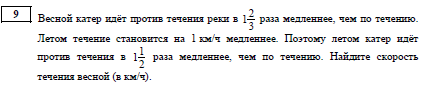 9
Весной катер идёт против течения реки в 1 2/3 раза медленнее, чем по течению.
Летом течение становится на 1 км/ч медленнее. Поэтому летом катер идёт
против течения в 1 1/2 раза медленнее, чем по течению. Найдите скорость
течения весной (в км/ч).